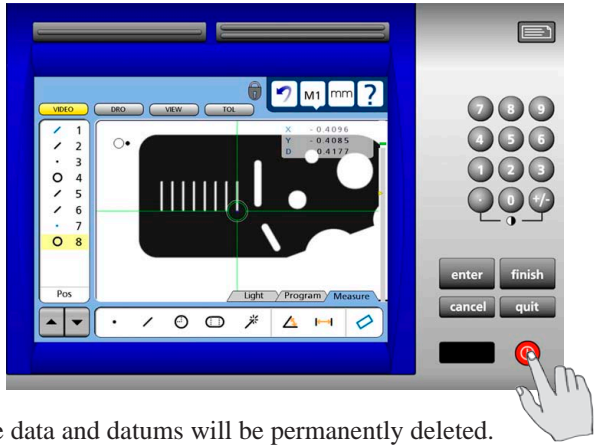 M1 mm ?
VIDEO DRO VIEW TOL
X - 0.4096
Y - 0.4085
D 0.4177
1
2
3
4
5
6
7
8
Pos
Light Program Measure
7 8 9
4 5 6
1 2 3
. 0 +/-
enter finish
cancel quit
data and datums will be permanently deleted.